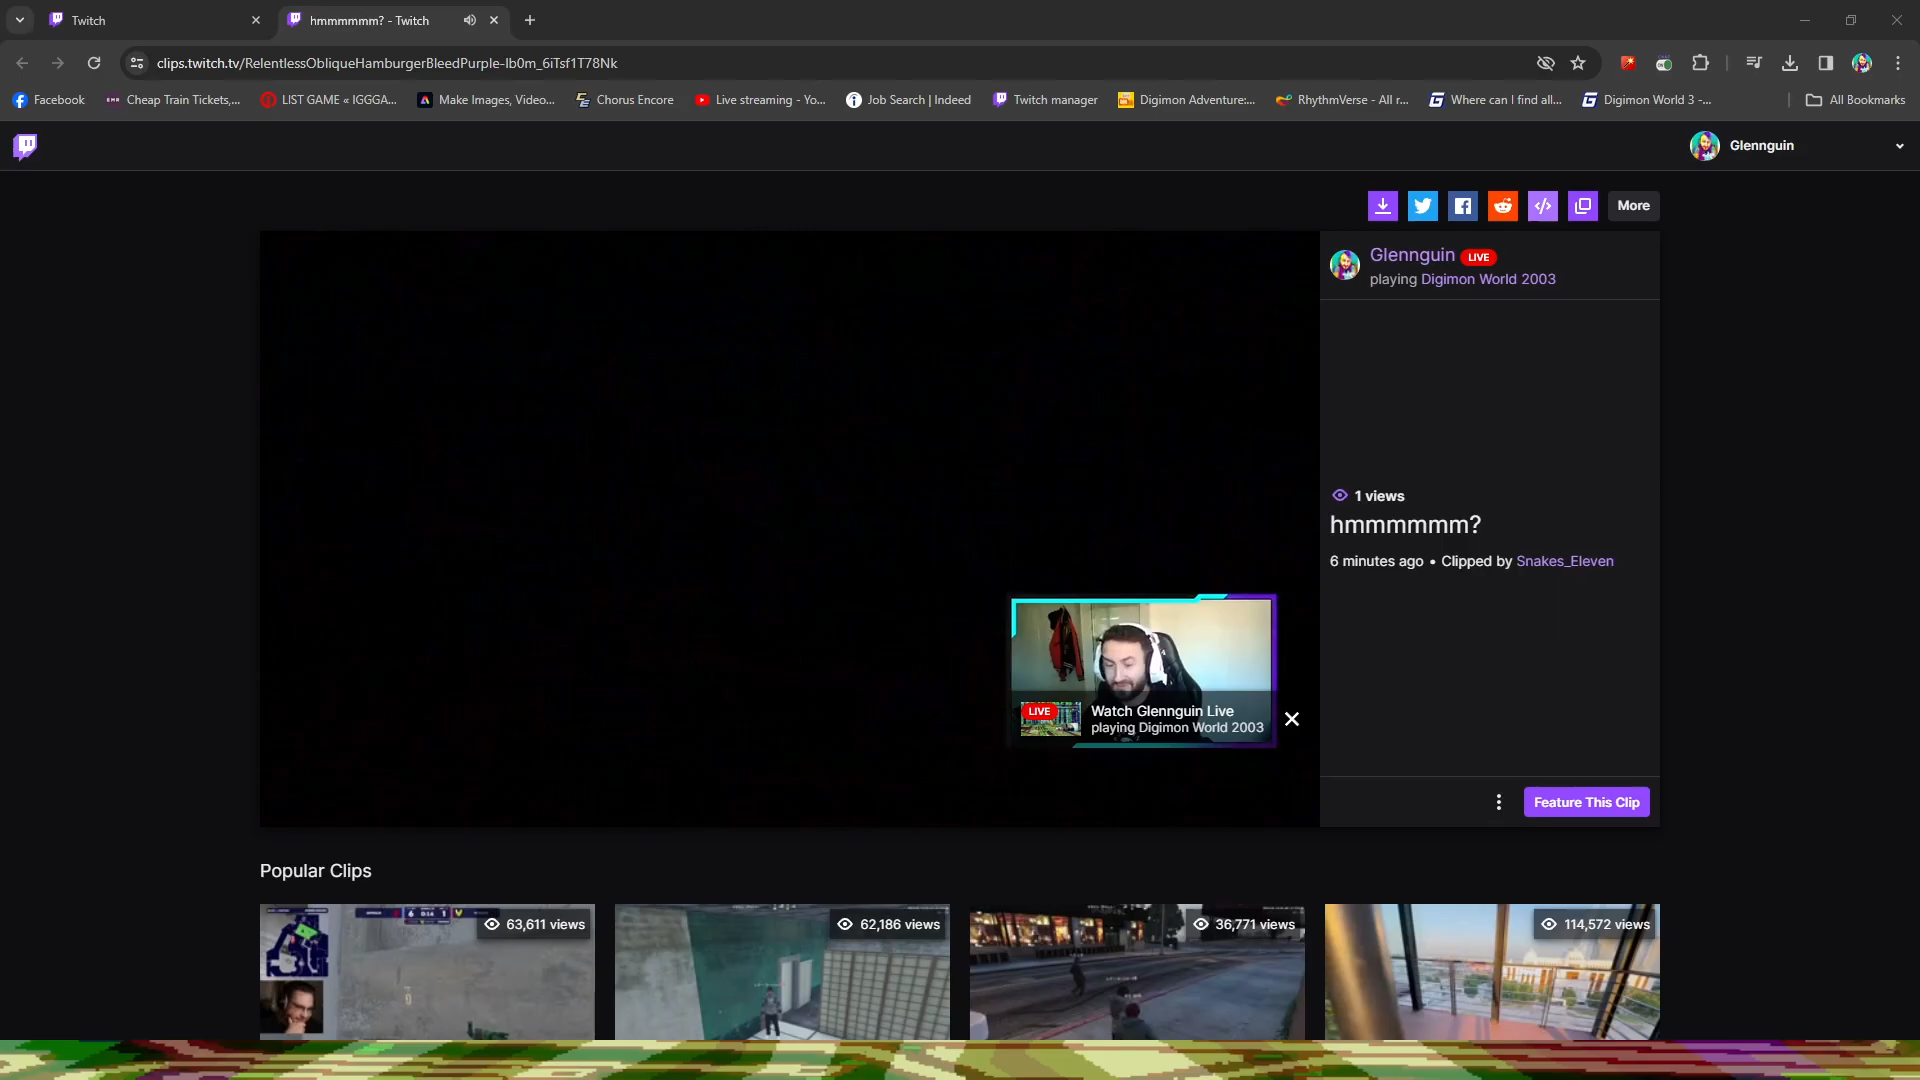 Twitch
hmmmmmm? - Twitch
clips.twitch.tv/RelentlessObliqueHamburgerBleedPurple-lb0m_6iTsf1T78Nk
Facebook
Cheap Train Tickets,...
LIST GAME « IGGGA...
Make Images, Video...
Chorus Encore
Live streaming - Yo...
Job Search | Indeed
Twitch manager
Digimon Adventure:...
RhythmVerse - All r...
Where can I find all...
Digimon World 3 -...
All Bookmarks
Glennguin
More
Glennguin LIVE
playing Digimon World 2003
1 views
hmmmmmm?
6 minutes ago • Clipped by Snakes_Eleven
LIVE
Watch Glennguin Live
playing Digimon World 2003
Feature This Clip
Popular Clips
63,611 views
62,186 views
36,771 views
114,572 views